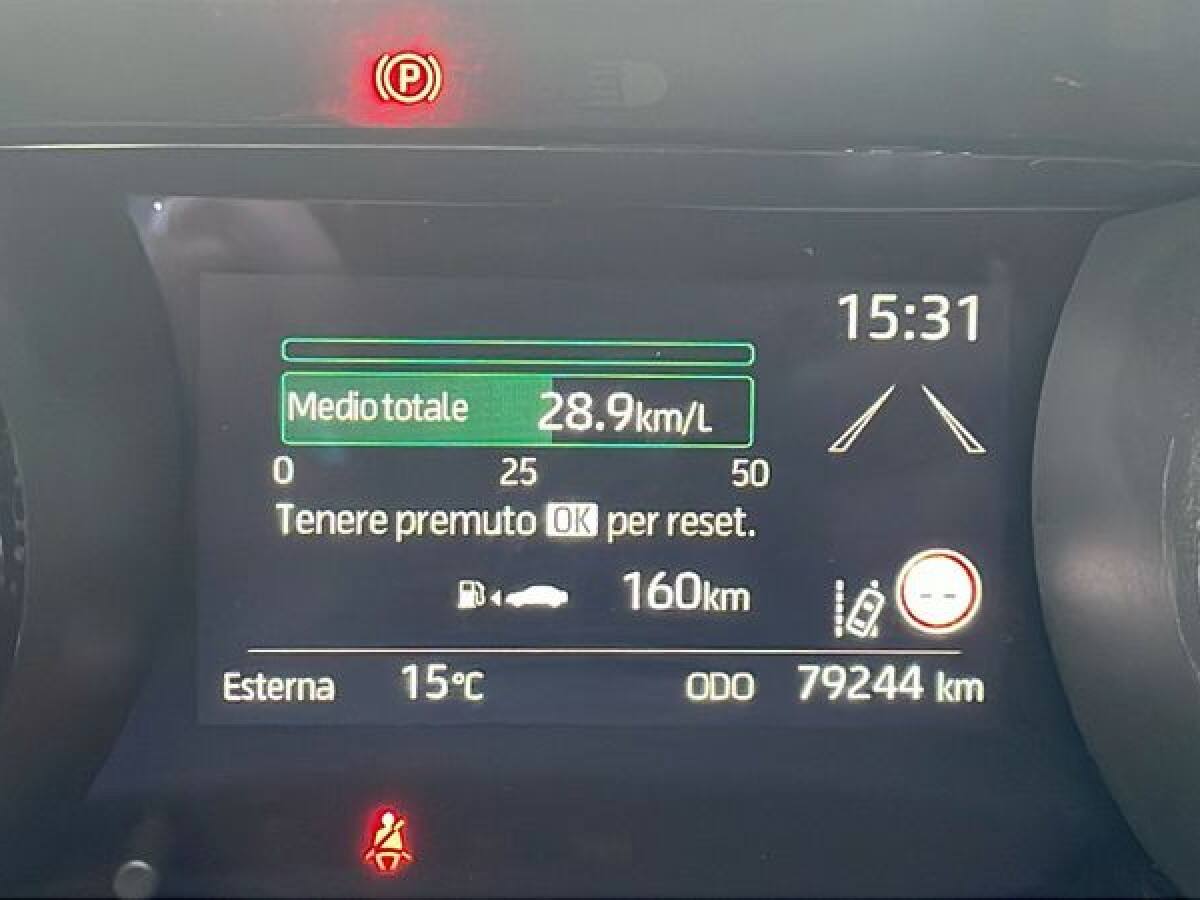 P
15:31
Medio totale 28.9km/L
0 25 50
Tenere premuto OK per reset.
160km
--
Esterna 15°C ODO 79244 km